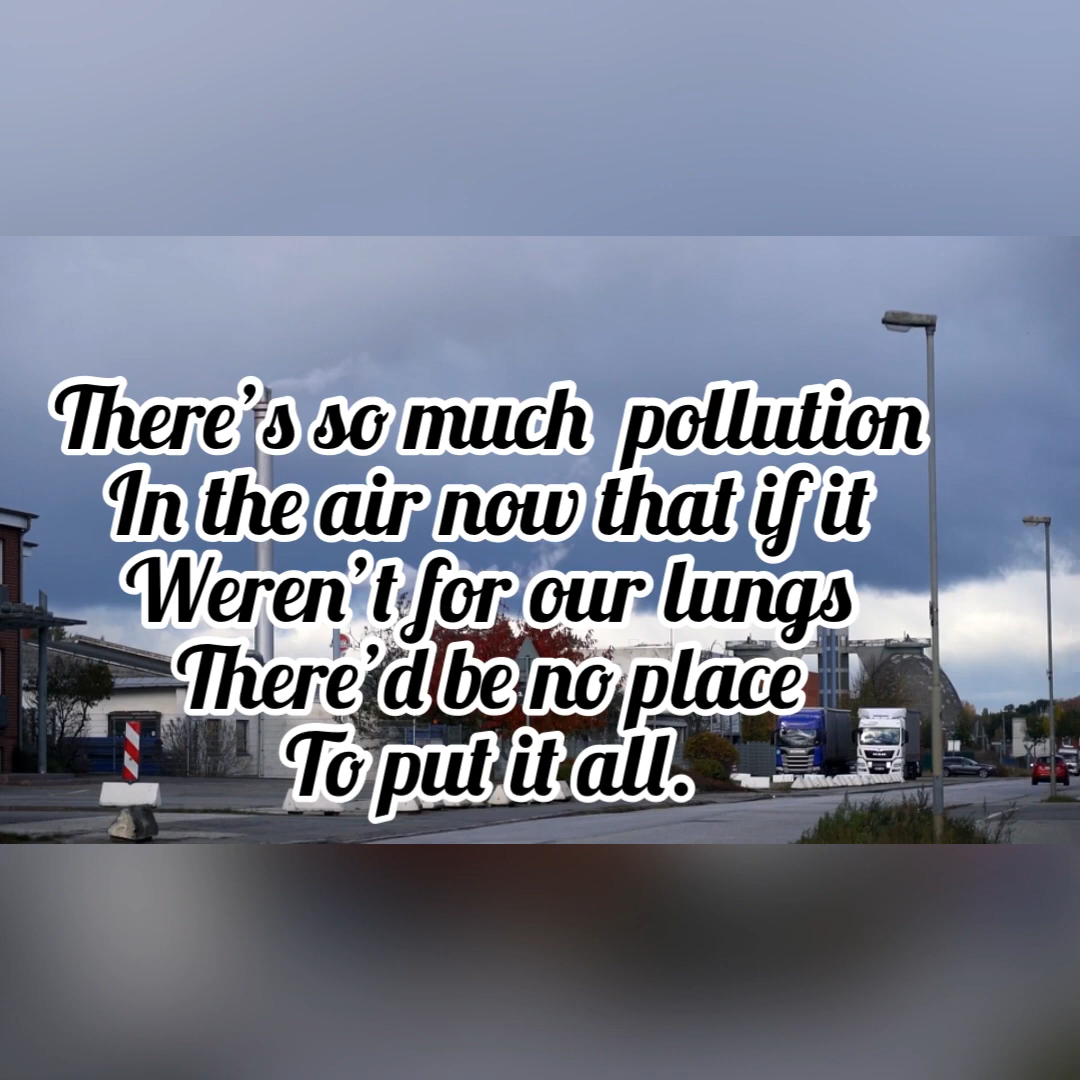 There's so much pollution
In the air now that if it
Weren't for our lungs
There'd be no place
To put it all.